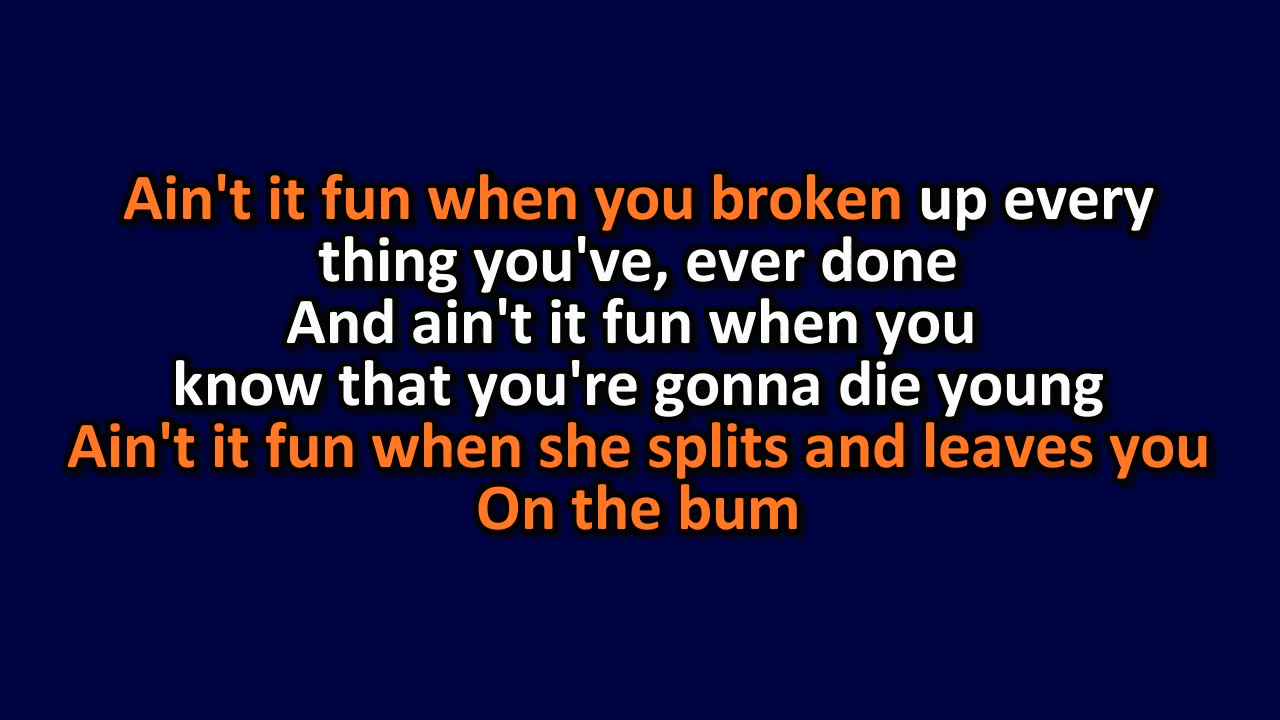 Ain't it fun when you broken up every
thing you've, ever done
And ain't it fun when you
know that you're gonna die young
Ain't it fun when she splits and leaves you
On the bum